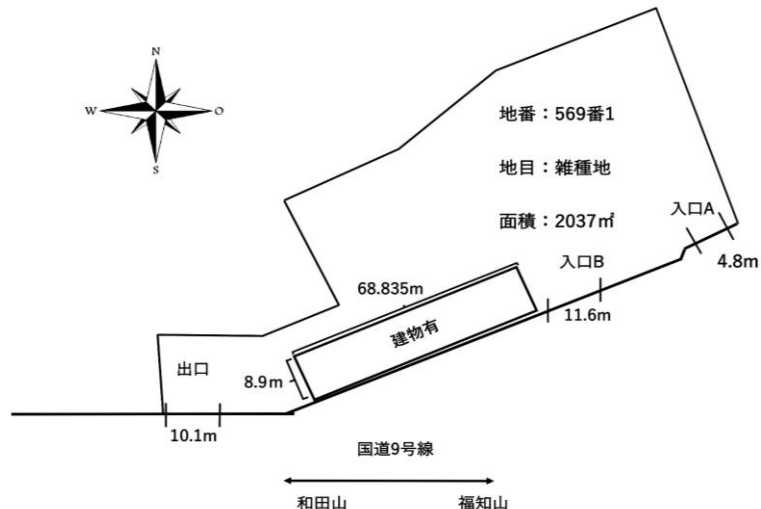 N
W
O
S
地番：569番1
地目：雑種地
面積：2037㎡
入口A
4.8m
入口B
11.6m
68.835m
建物有
8.9m
出口
10.1m
国道9号線
和田山
福知山